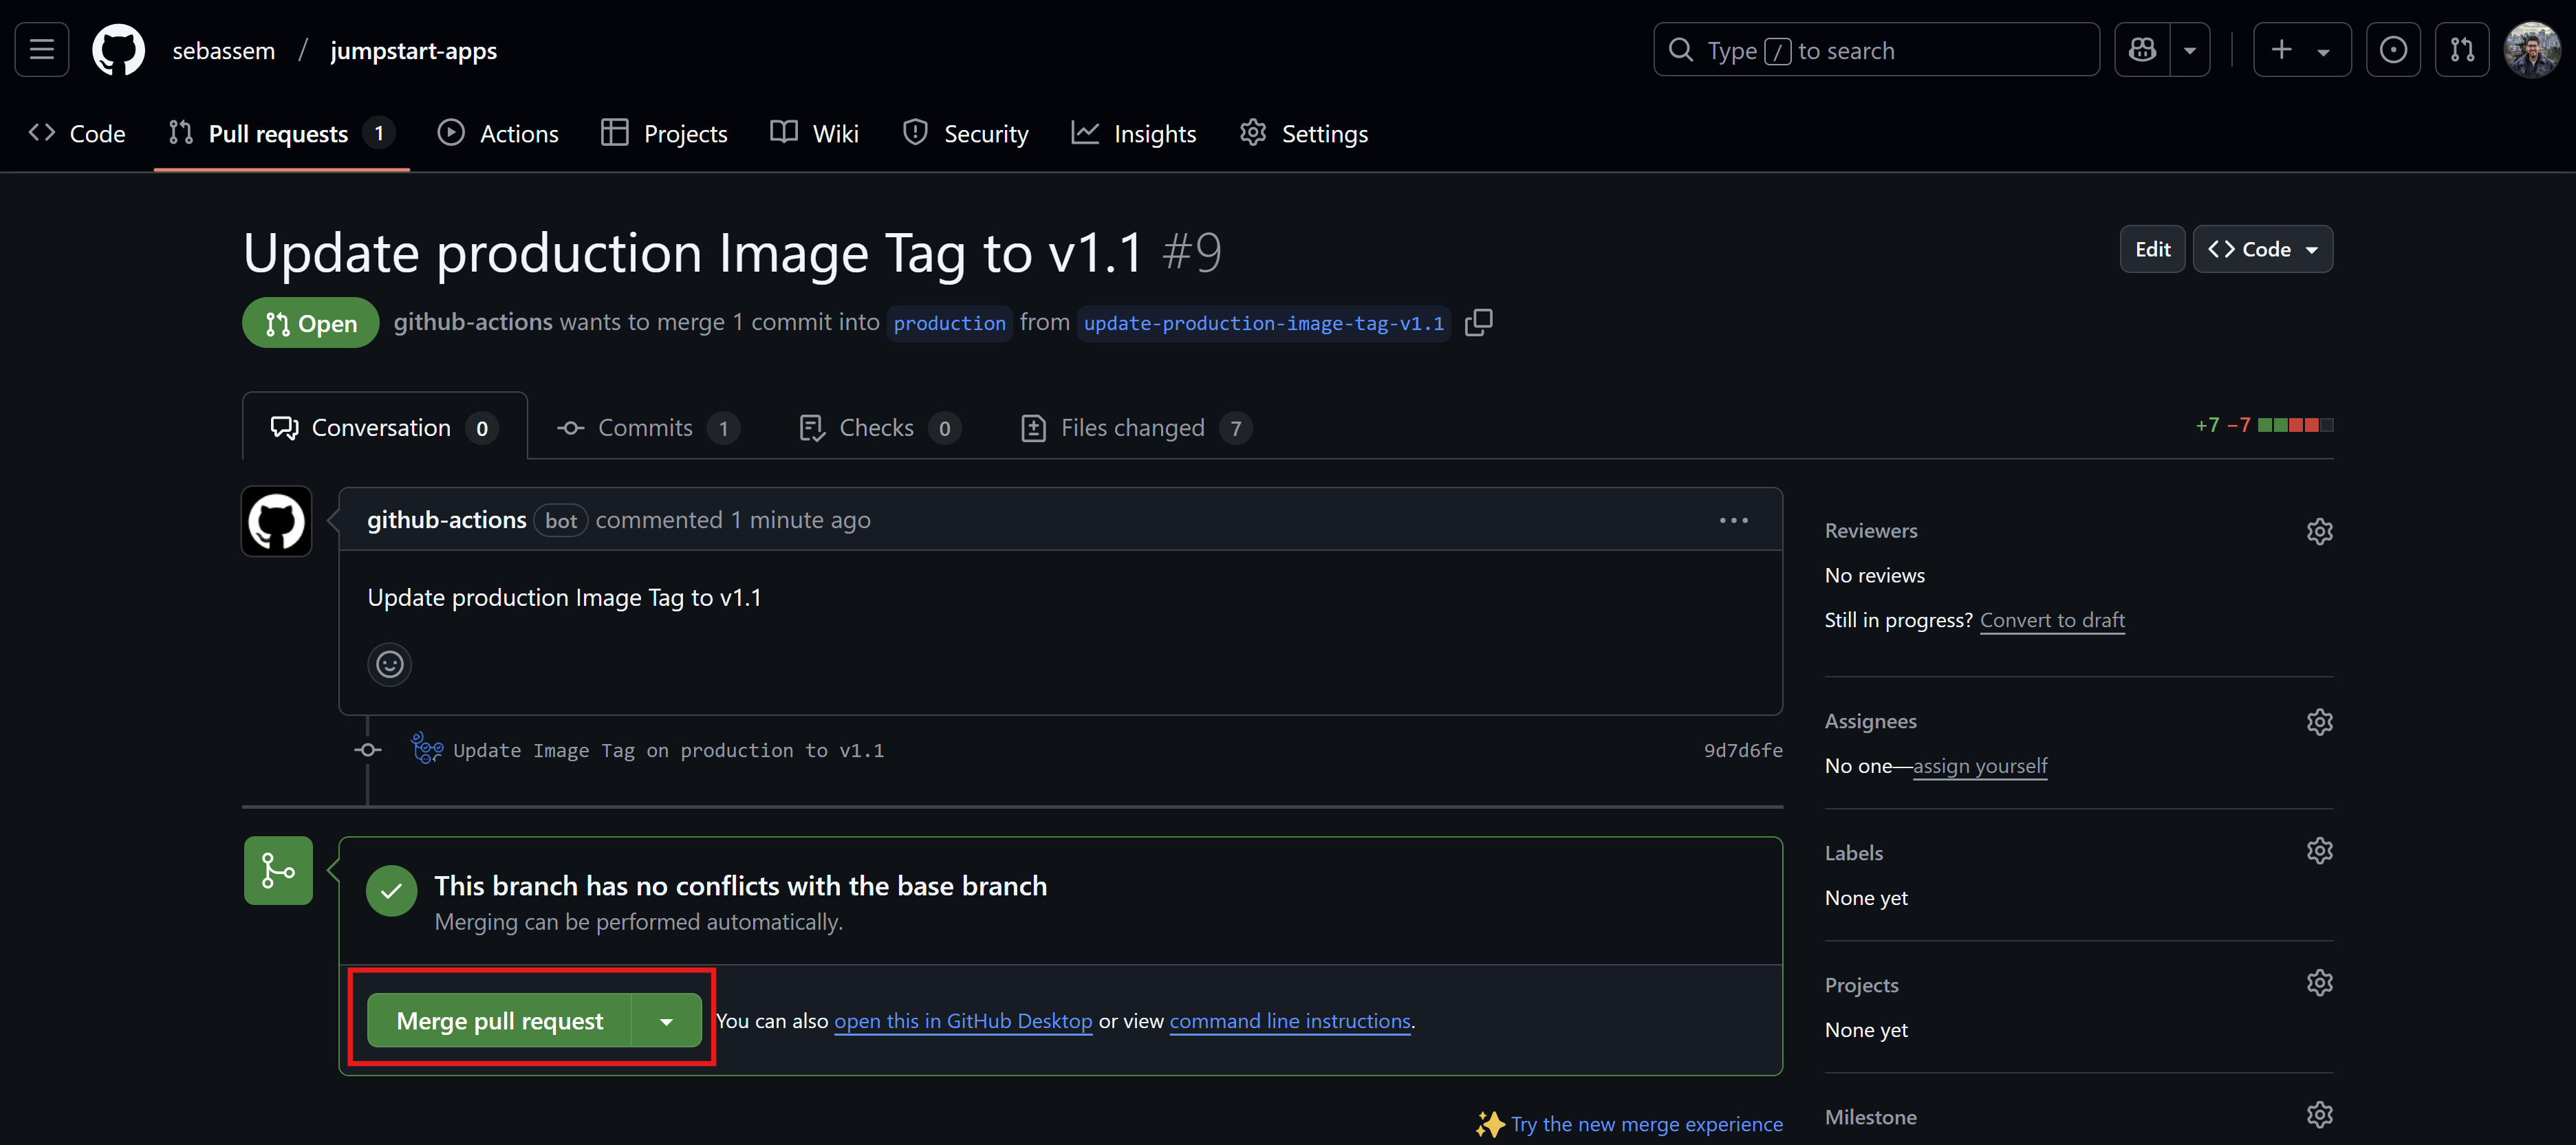 sebassem / jumpstart-apps
Type / to search
Code
Pull requests 1
Actions
Projects
Wiki
Security
Insights
Settings
Update production Image Tag to v1.1 #9
Edit
Code
Open
github-actions wants to merge 1 commit into production from update-production-image-tag-v1.1
Conversation 0
Commits 1
Checks 0
Files changed 7
+7 −7
github-actions bot commented 1 minute ago
Update production Image Tag to v1.1
Update Image Tag on production to v1.1
9d7d6fe
This branch has no conflicts with the base branch
Merging can be performed automatically.
Merge pull request
You can also open this in GitHub Desktop or view command line instructions.
Try the new merge experience
Reviewers
No reviews
Still in progress? Convert to draft
Assignees
No one—assign yourself
Labels
None yet
Projects
None yet
Milestone